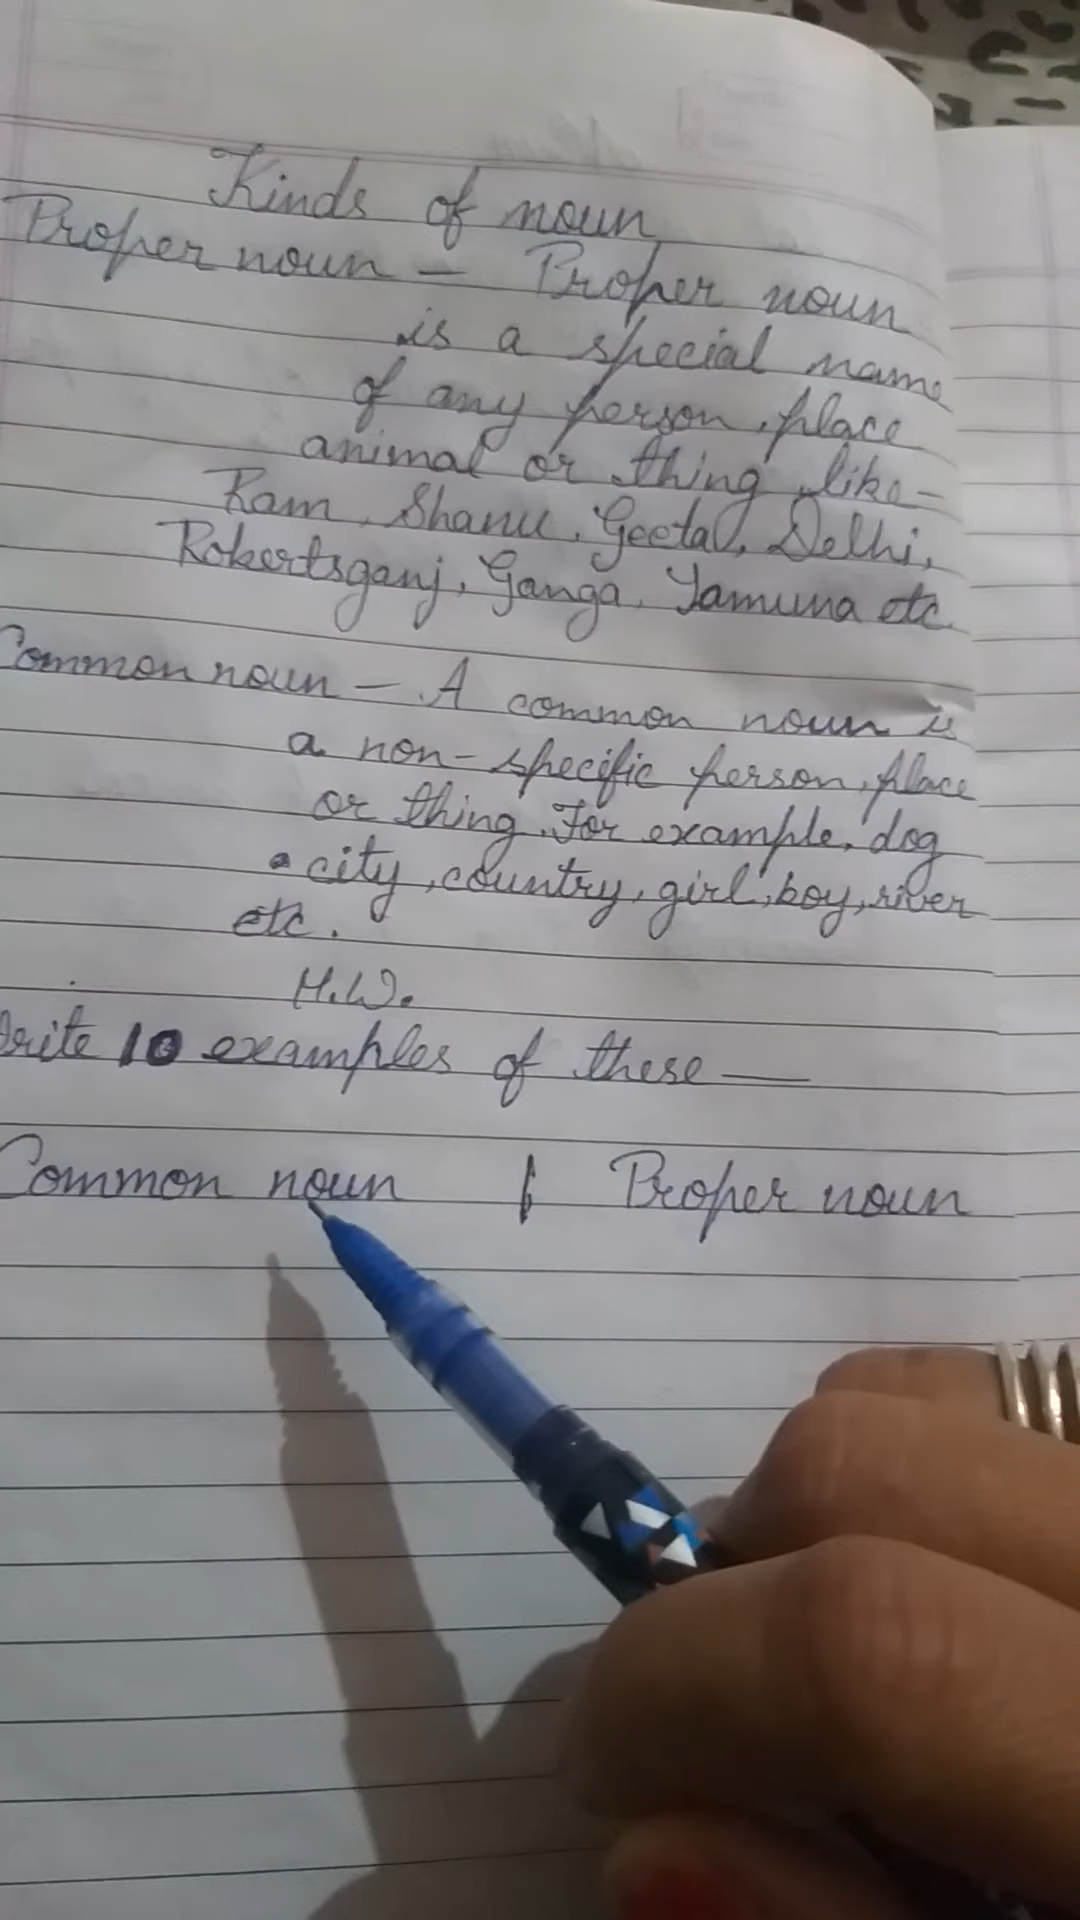 Kinds of noun
Proper noun - Proper noun
is a special name
of any person, place
animal or thing like-
Ram, Shanu, Geeta, Delhi,
Robertsganj, Ganga, Yamuna etc.
Common noun - A common noun is
a non-specific person, place
or thing. For example, dog
city, country, girl, boy, river
etc.
H.W.
Write 10 examples of these —
Common noun | Proper noun